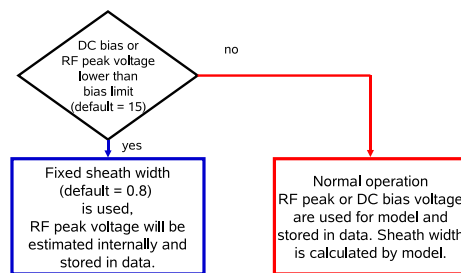 DC bias or
RF peak voltage
lower than
bias limit
(default = 15)
no
yes
Fixed sheath width
(default = 0.8)
is used,
RF peak voltage will be
estimated internally and
stored in data.
Normal operation
RF peak or DC bias voltage
are used for model and
stored in data. Sheath width
is calculated by model.